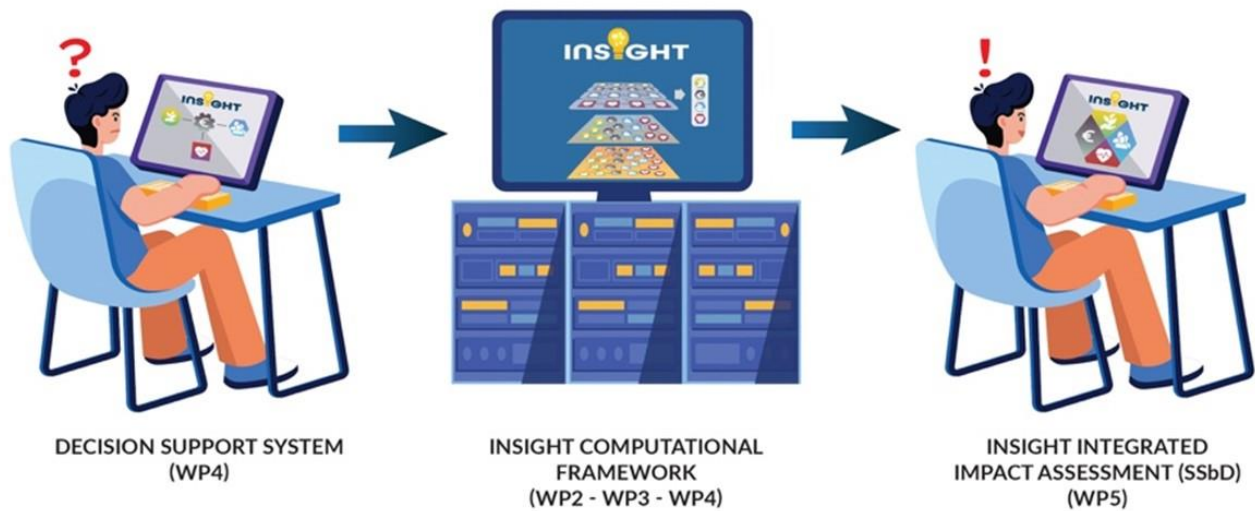 ?
INSIGHT
INSIGHT
!
INSIGHT
€
DECISION SUPPORT SYSTEM
(WP4)
INSIGHT COMPUTATIONAL
FRAMEWORK
(WP2 - WP3 - WP4)
INSIGHT INTEGRATED
IMPACT ASSESSMENT (SSbD)
(WP5)